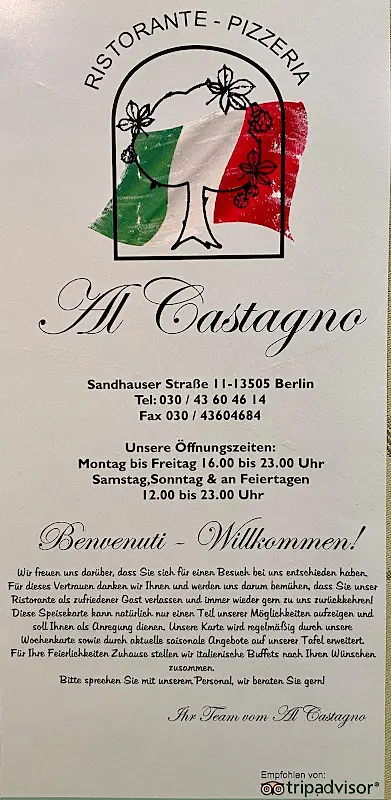 RISTORANTE - PIZZERIA
Al Castagno
Sandhauser Straße 11-13505 Berlin
Tel: 030 / 43 60 46 14
Fax 030 / 43604684
Unsere Öffnungszeiten:
Montag bis Freitag 16.00 bis 23.00 Uhr
Samstag,Sonntag & an Feiertagen
12.00 bis 23.00 Uhr
Benvenuti - Willkommen!
Wir freuen uns darüber, dass Sie sich für einen Besuch bei uns entschieden haben.
Für dieses Vertrauen danken wir Ihnen und werden uns darum bemühen, dass Sie unser
Ristorante als zufriedener Gast verlassen und immer wieder gern zu uns zurückkehren!
Diese Speisekarte kann natürlich nur einen Teil unserer Möglichkeiten aufzeigen und
soll Ihnen als Anregung dienen. Unsere Karte wird regelmäßig durch unsere
Wochenkarte sowie durch aktuelle saisonale Angebote auf unserer Tafel erweitert.
Für Ihre Feierlichkeiten Zuhause stellen wir italienische Buffets nach Ihren Wünschen
zusammen.
Bitte sprechen Sie mit unserem Personal, wir beraten Sie gern!
Ihr Team vom Al Castagno
Empfohlen von:
tripadvisor®